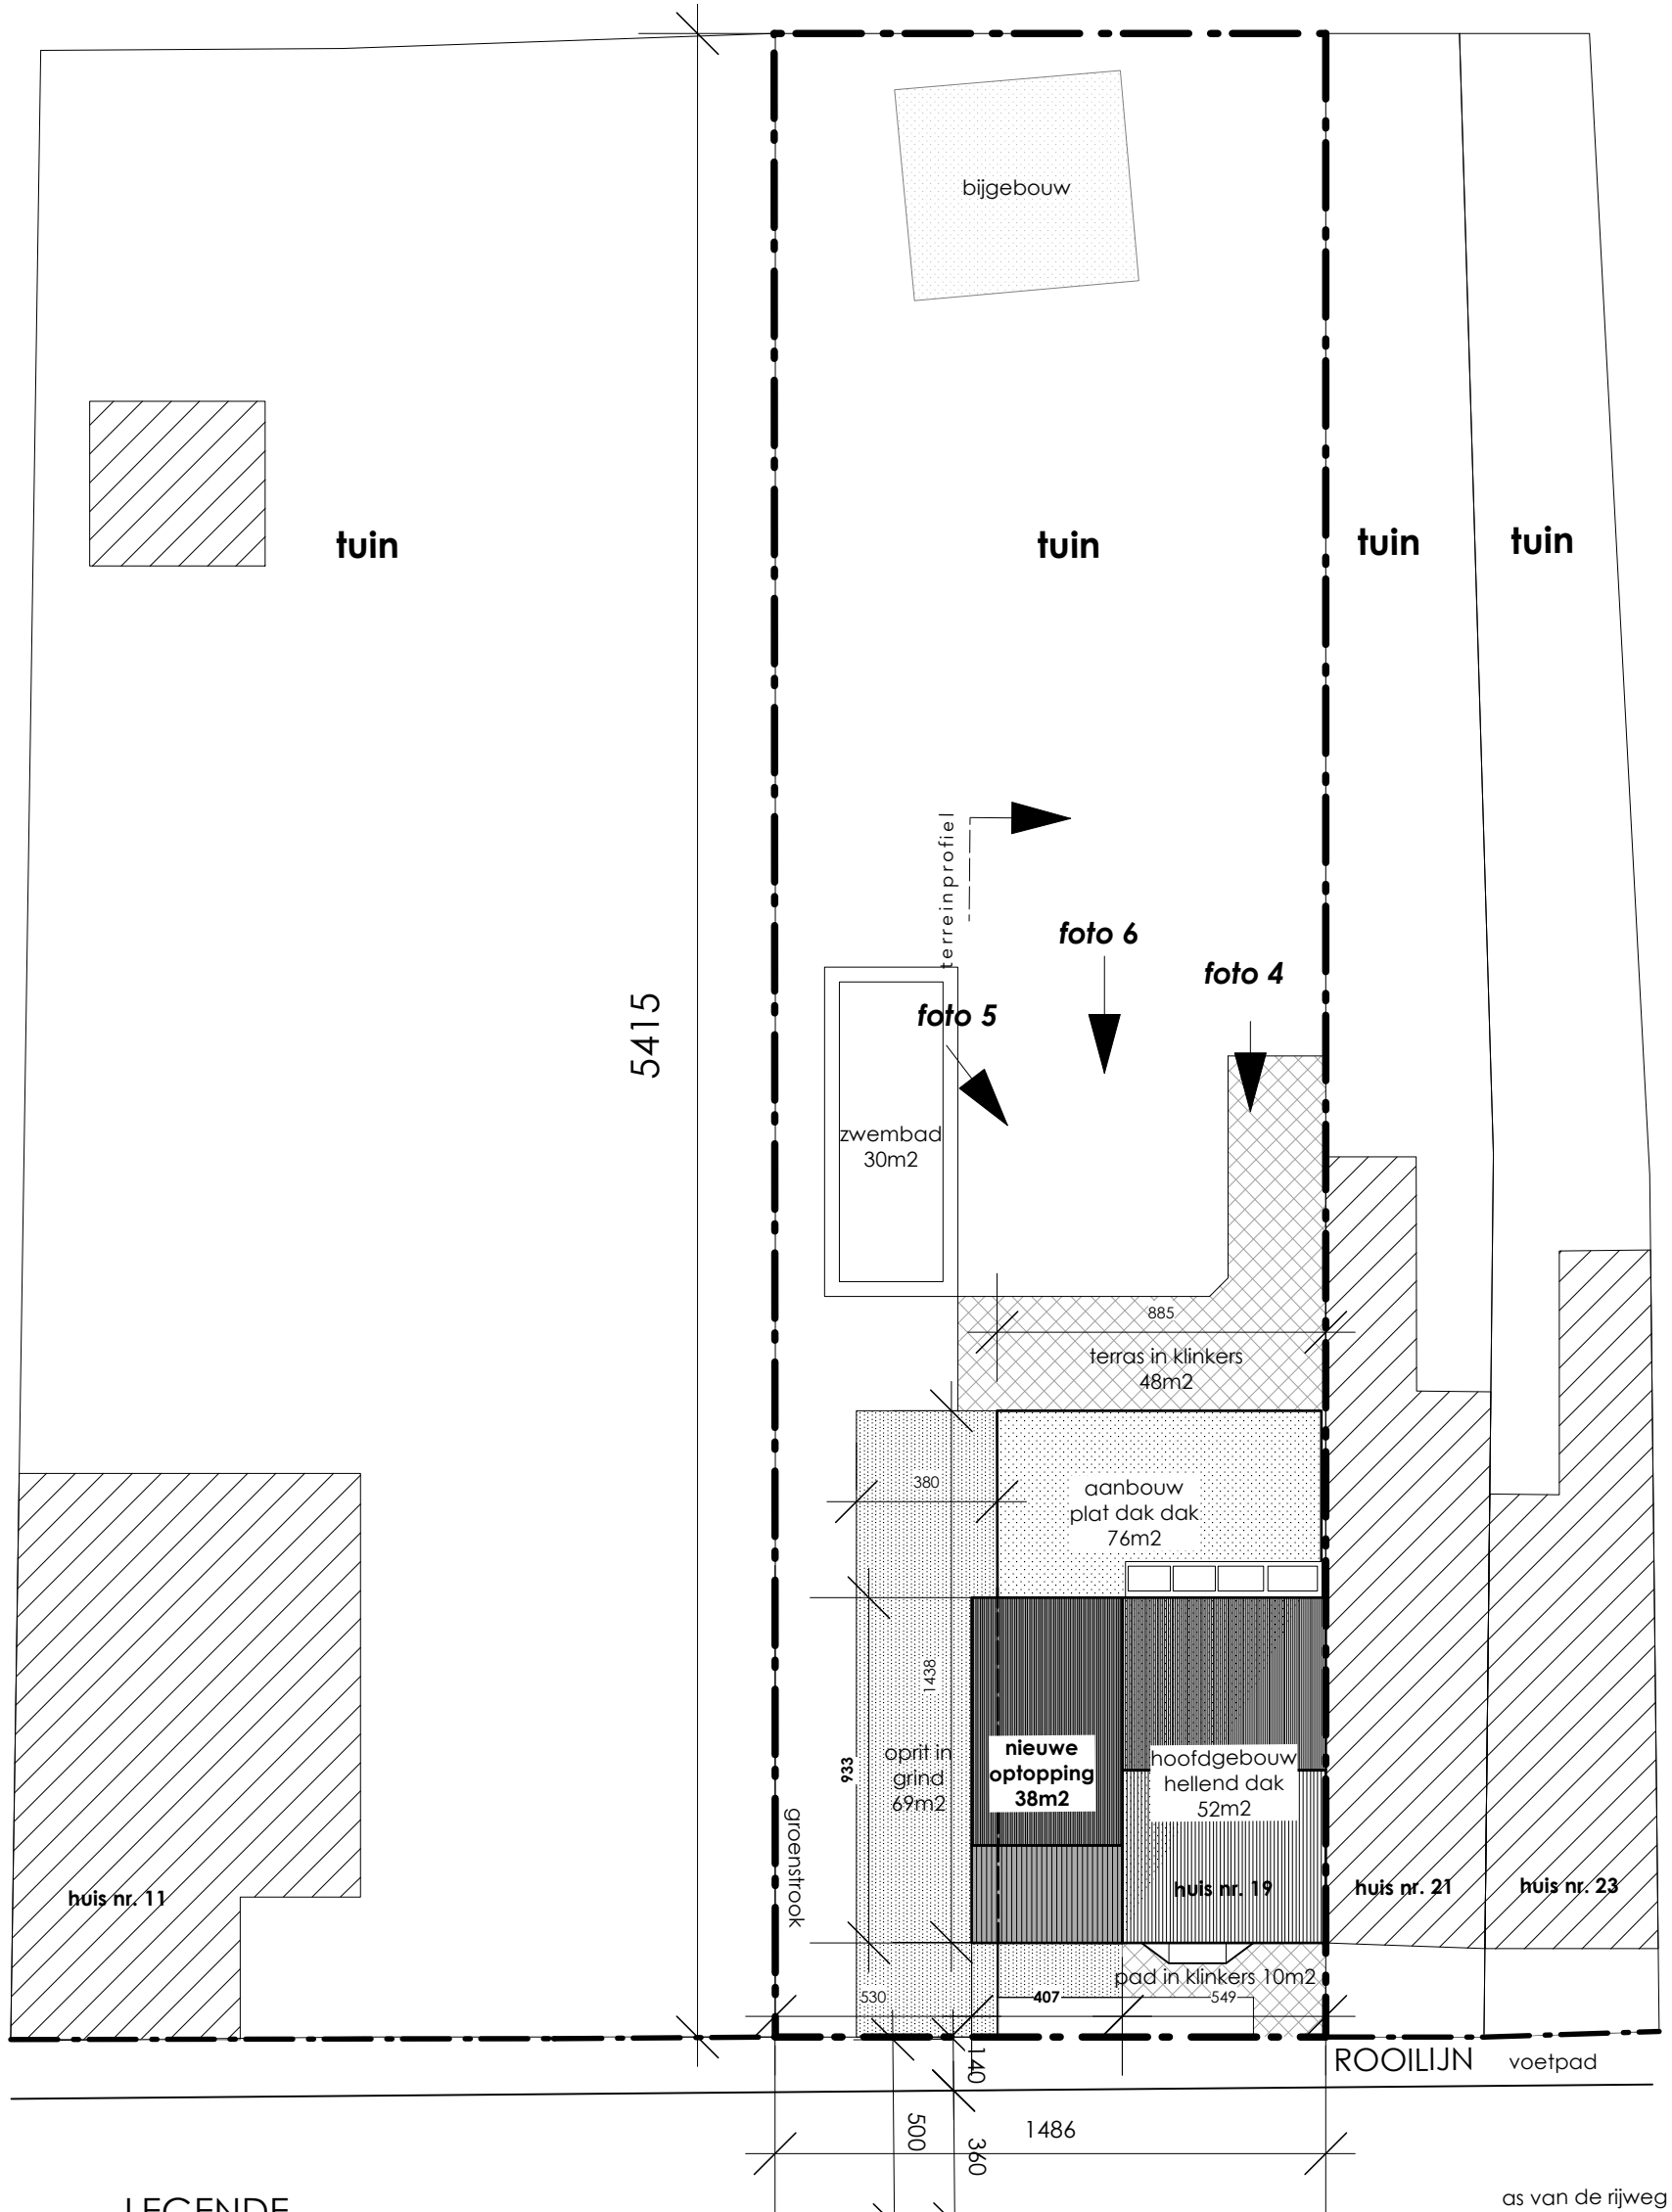 bijgebouw
tuin
tuin
tuin
tuin
terreinprofiel
foto 6
foto 4
foto 5
5415
zwembad
30m2
885
terras in klinkers
48m2
380
aanbouw
plat dak dak
76m2
1438
933
oprit in
grind
69m2
nieuwe
optopping
38m2
hoofdgebouw
hellend dak
52m2
groenstrook
huis nr. 11
huis nr. 19
huis nr. 21
huis nr. 23
pad in klinkers 10m2
530
407
549
140
ROOILIJN
voetpad
500
360
1486
LEGENDE
as van de rijweg